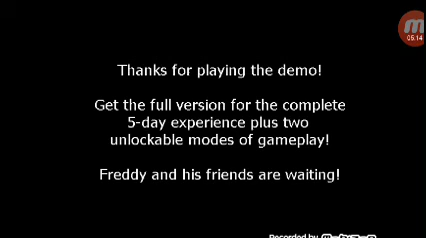 05:14
Thanks for playing the demo!
Get the full version for the complete
5-day experience plus two
unlockable modes of gameplay!
Freddy and his friends are waiting!
Recorded by